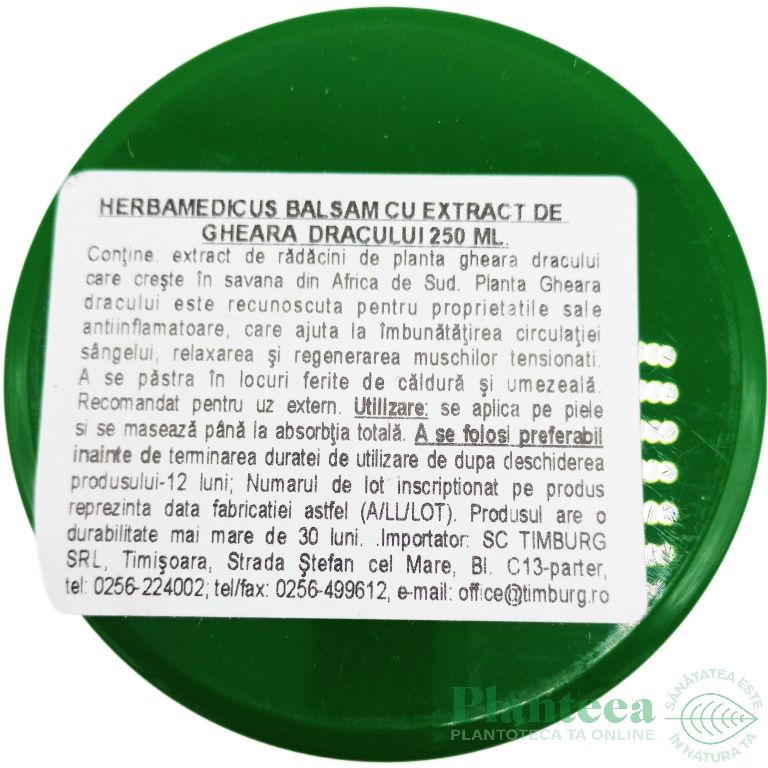 HERBAMEDICUS BALSAM CU EXTRACT DE
GHEARA DRACULUI 250 ML.
Conţine: extract de rădăcini de planta gheara dracului
care creşte în savana din Africa de Sud. Planta Gheara
dracului este recunoscuta pentru proprietatile sale
antiinflamatoare, care ajuta la îmbunătăţirea circulaţiei
sângelui, relaxarea şi regenerarea muschilor tensionati.
A se păstra în locuri ferite de căldură şi umezeală.
Recomandat pentru uz extern. Utilizare: se aplica pe piele
si se masează până la absorbţia totală. A se folosi preferabil
inainte de terminarea duratei de utilizare de dupa deschiderea
produsului-12 luni; Numarul de lot inscriptionat pe produs
reprezinta data fabricatiei astfel (A/LL/LOT). Produsul are o
durabilitate mai mare de 30 luni. .Importator: SC TIMBURG
SRL, Timişoara, Strada Ştefan cel Mare, Bl. C13-parter,
tel: 0256-224002; tel/fax: 0256-499612, e-mail: office@timburg.ro
Planteea
PLANTOTECA TA ONLINE
SĂNĂTATEA ESTE
ÎN NATURA TA